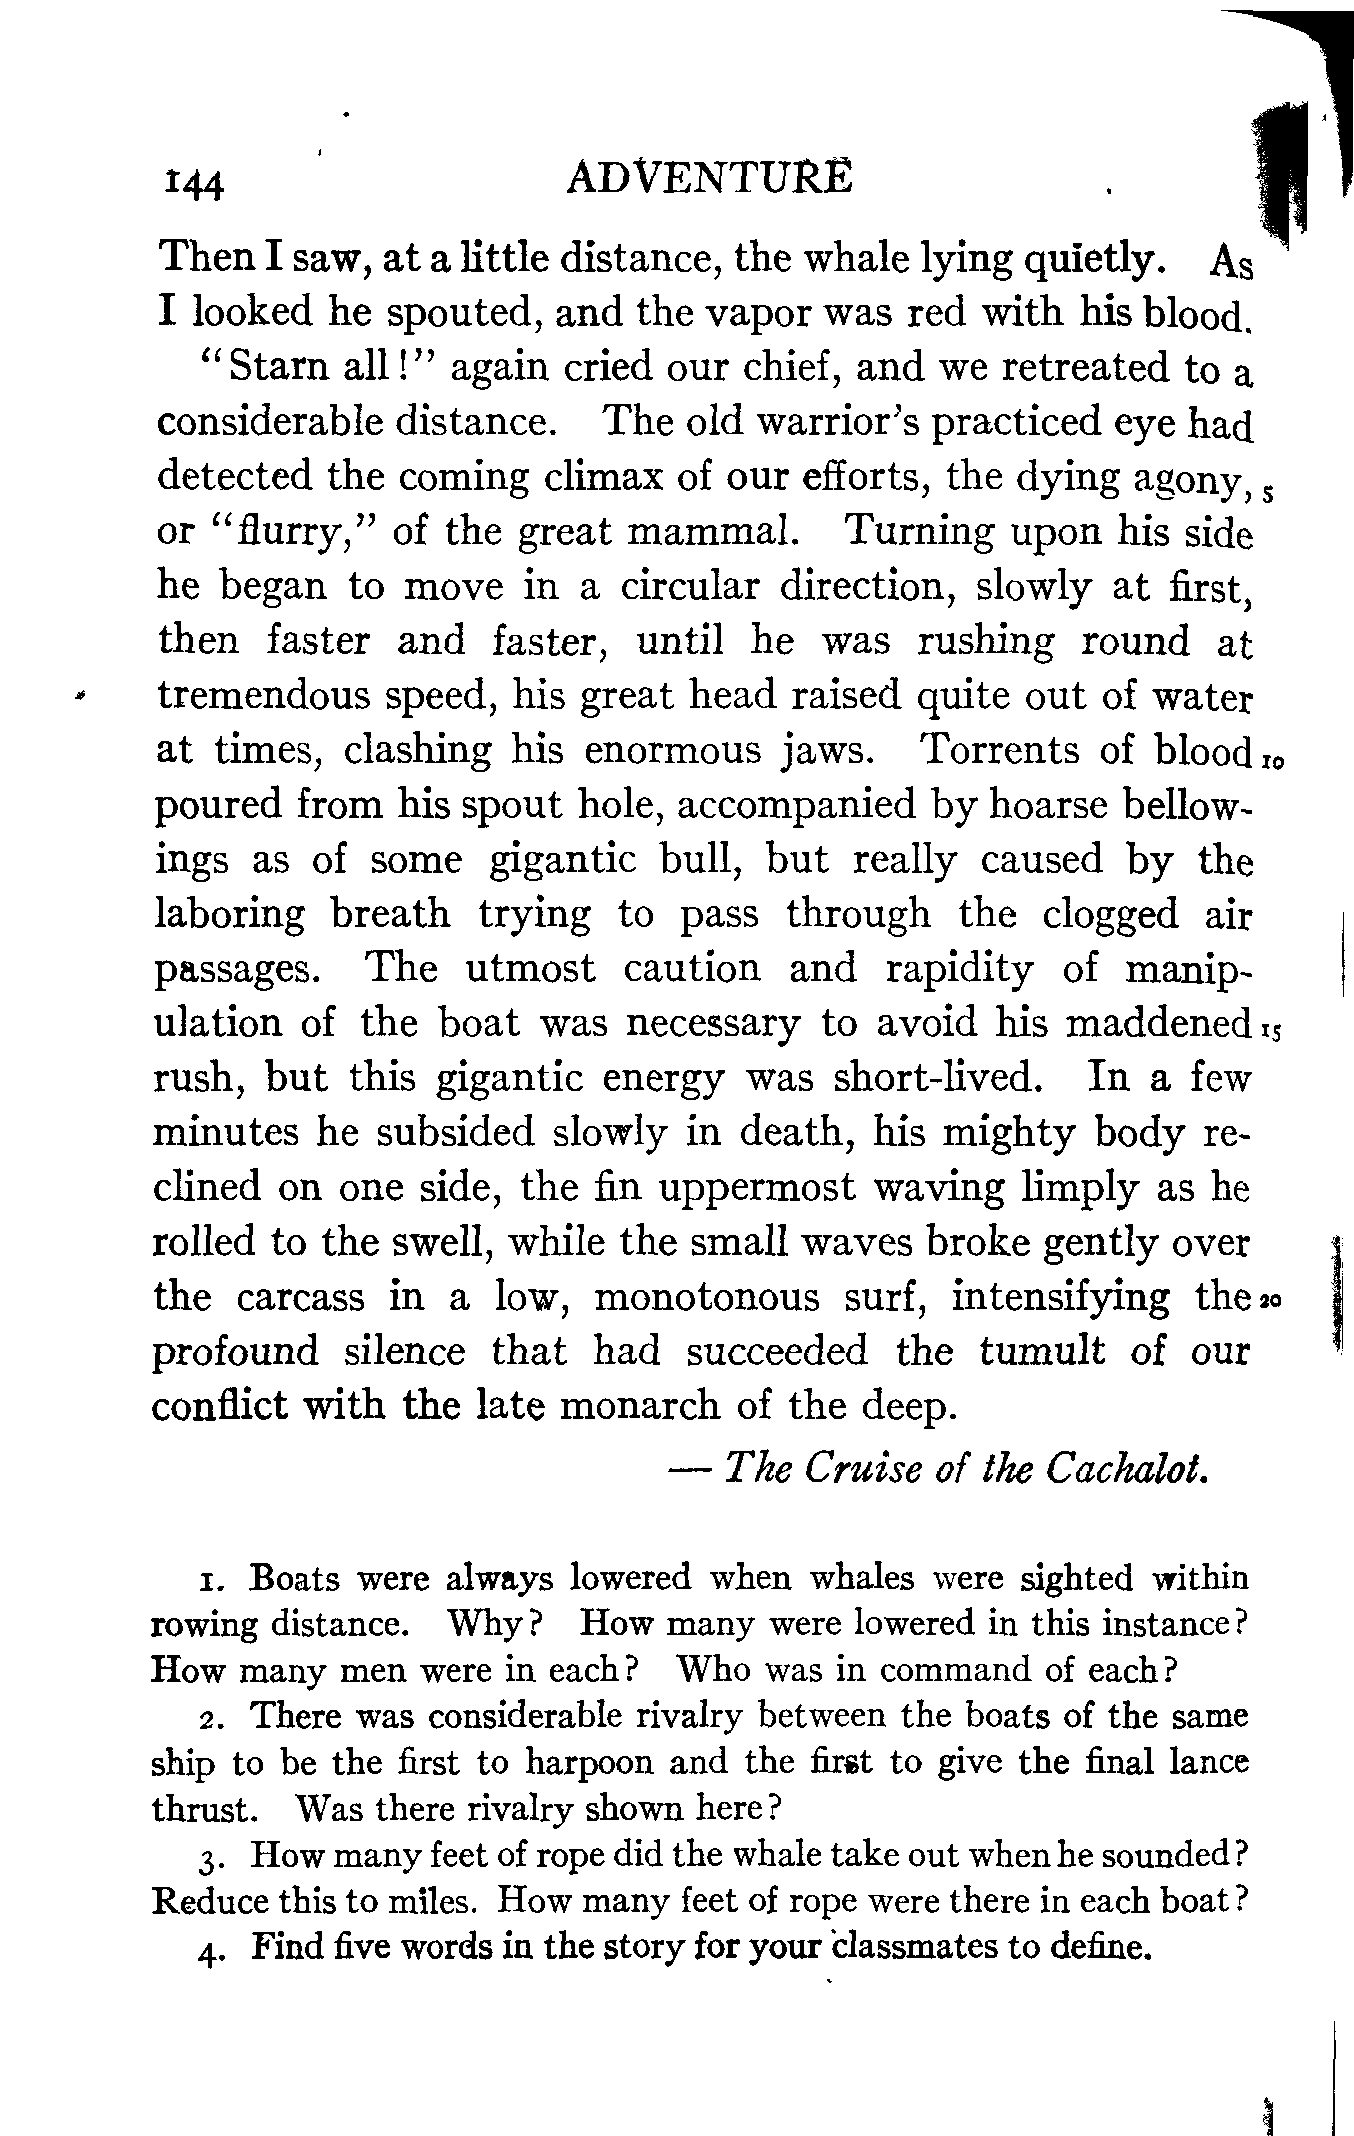 144 ADVENTURE
Then I saw, at a little distance, the whale lying quietly. As
I looked he spouted, and the vapor was red with his blood.
“Starn all!” again cried our chief, and we retreated to a
considerable distance. The old warrior's practiced eye had
detected the coming climax of our efforts, the dying agony, 5
or “flurry,” of the great mammal. Turning upon his side
he began to move in a circular direction, slowly at first,
then faster and faster, until he was rushing round at
tremendous speed, his great head raised quite out of water
at times, clashing his enormous jaws. Torrents of blood 10
poured from his spout hole, accompanied by hoarse bellow-
ings as of some gigantic bull, but really caused by the
laboring breath trying to pass through the clogged air
passages. The utmost caution and rapidity of manip-
ulation of the boat was necessary to avoid his maddened 15
rush, but this gigantic energy was short-lived. In a few
minutes he subsided slowly in death, his mighty body re-
clined on one side, the fin uppermost waving limply as he
rolled to the swell, while the small waves broke gently over
the carcass in a low, monotonous surf, intensifying the 20
profound silence that had succeeded the tumult of our
conflict with the late monarch of the deep.
— The Cruise of the Cachalot.
1. Boats were always lowered when whales were sighted within
rowing distance. Why? How many were lowered in this instance?
How many men were in each? Who was in command of each?
2. There was considerable rivalry between the boats of the same
ship to be the first to harpoon and the first to give the final lance
thrust. Was there rivalry shown here?
3. How many feet of rope did the whale take out when he sounded?
Reduce this to miles. How many feet of rope were there in each boat?
4. Find five words in the story for your classmates to define.